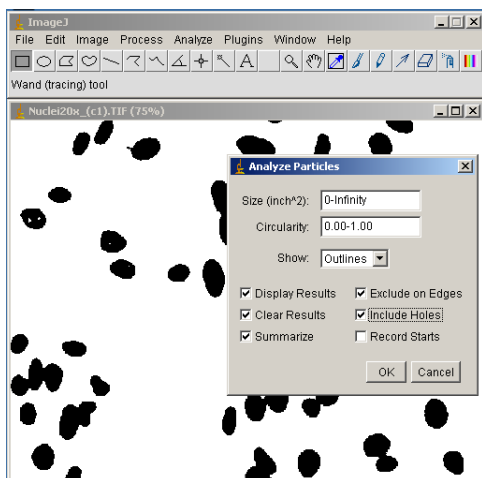 ImageJ
File Edit Image Process Analyze Plugins Window Help
A
Wand (tracing) tool
Nuclei20x_(c1).TIF (75%)
Analyze Particles
Size (inch^2): 0-Infinity
Circularity: 0.00-1.00
Show: Outlines
Display Results Exclude on Edges
Clear Results Include Holes
Summarize Record Starts
OK Cancel